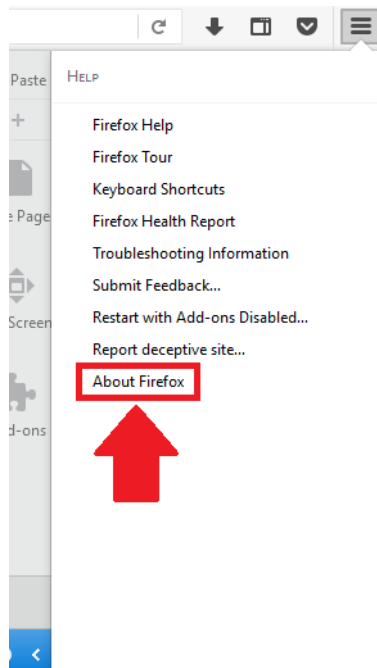 Paste
HELP
Firefox Help
Firefox Tour
Keyboard Shortcuts
e Page
Firefox Health Report
Troubleshooting Information
Submit Feedback...
Screen
Restart with Add-ons Disabled...
Report deceptive site...
About Firefox
d-ons